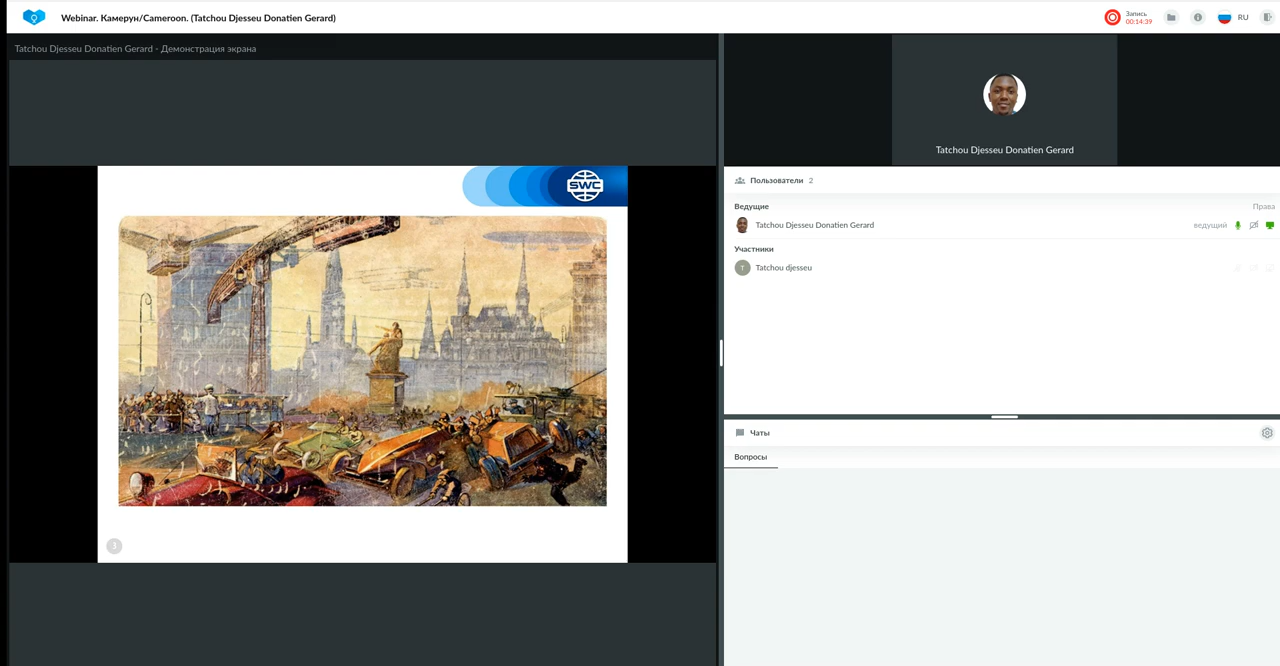 Webinar. Камерун/Cameroon. (Tatchou Djesseu Donatien Gerard)
Запись
00:14:39
RU
Tatchou Djesseu Donatien Gerard - Демонстрация экрана
SWC
3
Tatchou Djesseu Donatien Gerard
Пользователи 2
Ведущие Права
Tatchou Djesseu Donatien Gerard ведущий
Участники
T Tatchou djesseu
Чаты
Вопросы